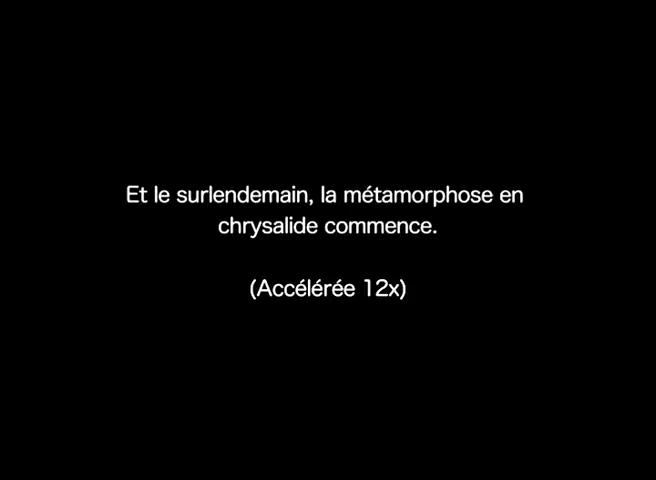 Et le surlendemain, la métamorphose en
chrysalide commence.
(Accélérée 12x)